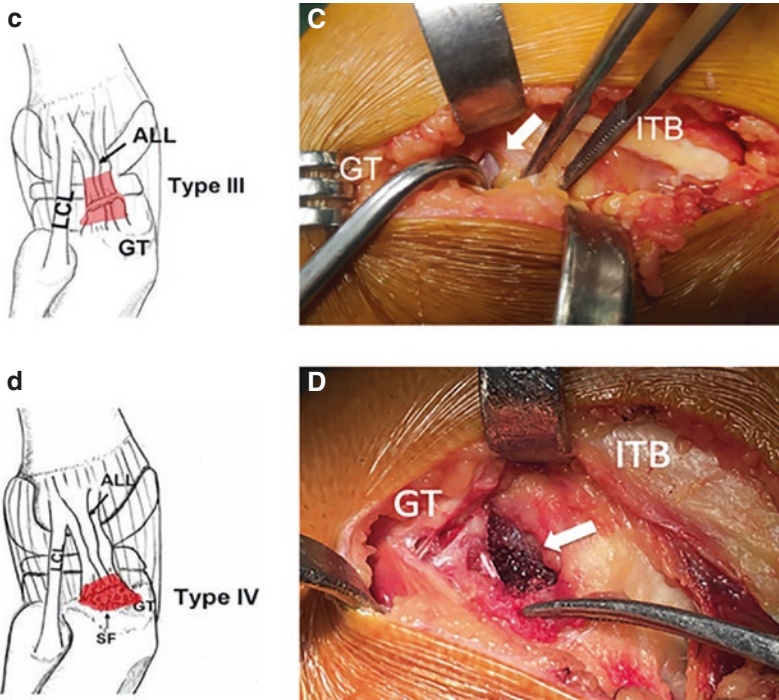 c
ALL
LCL
Type III
GT
C
GT
ITB
d
ALL
LCL
GT
SF
Type IV
D
GT
ITB